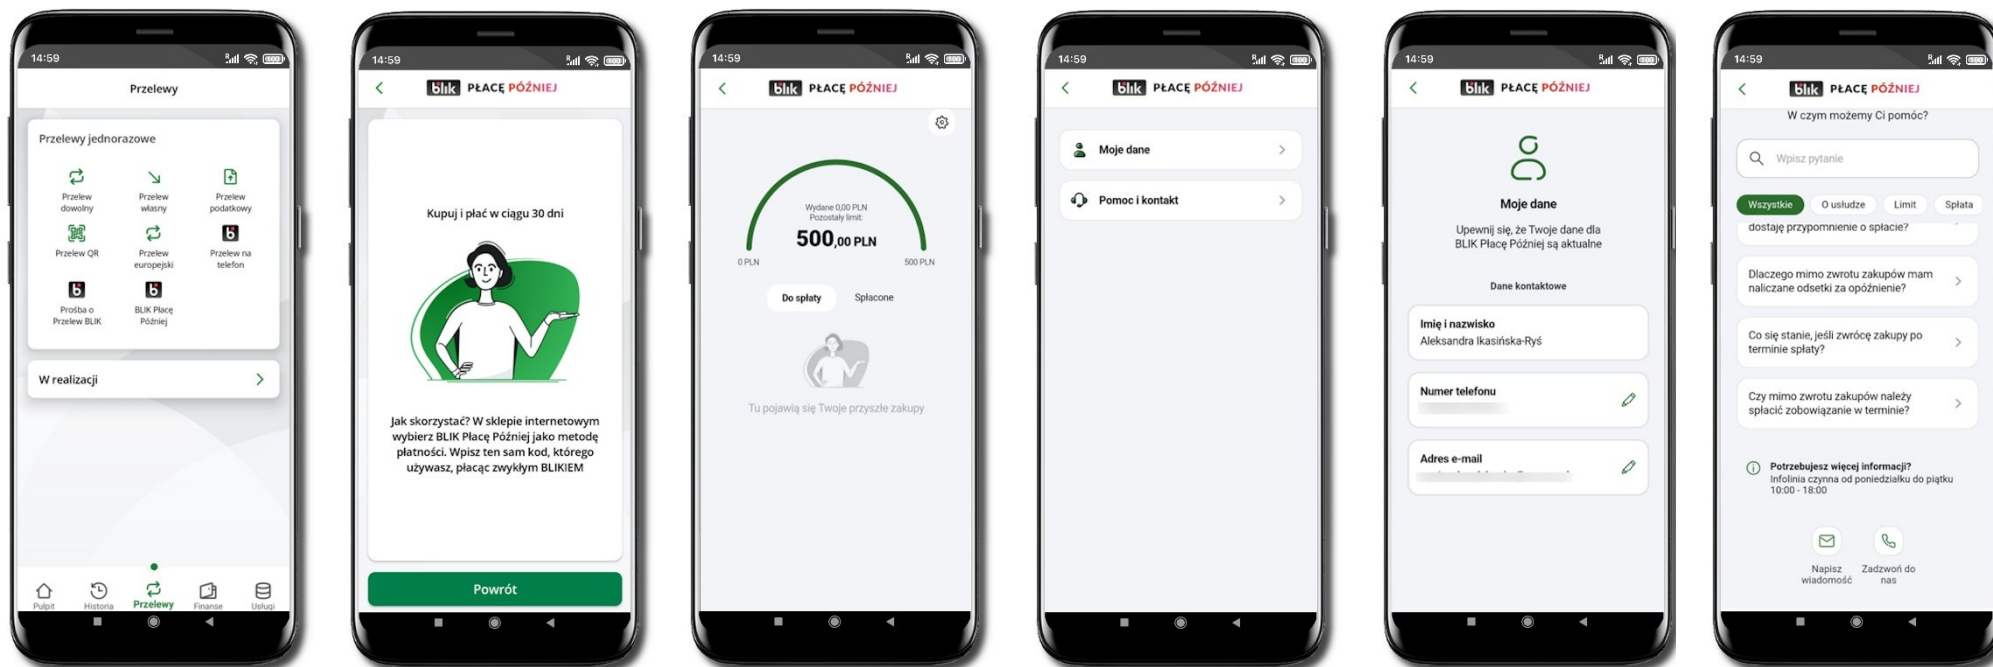 14:59
Przelewy
Przelewy jednorazowe
Przelew
dowolny
Przelew
własny
Przelew
podatkowy
Przelew QR
Przelew
europejski
Przelew na
telefon
Prośba o
Przelew BLIK
BLIK Płacę
Później
W realizacji
Pulpit
Historia
Przelewy
Finanse
Usługi
14:59
blik PŁACĘ PÓŹNIEJ
Kupuj i płać w ciągu 30 dni
Jak skorzystać? W sklepie internetowym
wybierz BLIK Płacę Później jako metodę
płatności. Wpisz ten sam kod, którego
używasz, płacąc zwykłym BLIKIEM
Powrót
14:59
blik PŁACĘ PÓŹNIEJ
Wydane 0,00 PLN
Pozostały limit:
500,00 PLN
0 PLN
500 PLN
Do spłaty
Spłacone
Tu pojawią się Twoje przyszłe zakupy
14:59
blik PŁACĘ PÓŹNIEJ
Moje dane
Pomoc i kontakt
14:59
blik PŁACĘ PÓŹNIEJ
Moje dane
Upewnij się, że Twoje dane dla
BLIK Płacę Później są aktualne
Dane kontaktowe
Imię i nazwisko
Aleksandra Ikasińska-Ryś
Numer telefonu
Adres e-mail
14:59
blik PŁACĘ PÓŹNIEJ
W czym możemy Ci pomóc?
Wpisz pytanie
Wszystkie
O usłudze
Limit
Spłata
dostaję przypomnienie o spłacie?
Dlaczego mimo zwrotu zakupów mam
naliczane odsetki za opóźnienie?
Co się stanie, jeśli zwrócę zakupy po
terminie spłaty?
Czy mimo zwrotu zakupów należy
spłacić zobowiązanie w terminie?
Potrzebujesz więcej informacji?
Infolinia czynna od poniedziałku do piątku
10:00 - 18:00
Napisz
wiadomość
Zadzwoń do
nas